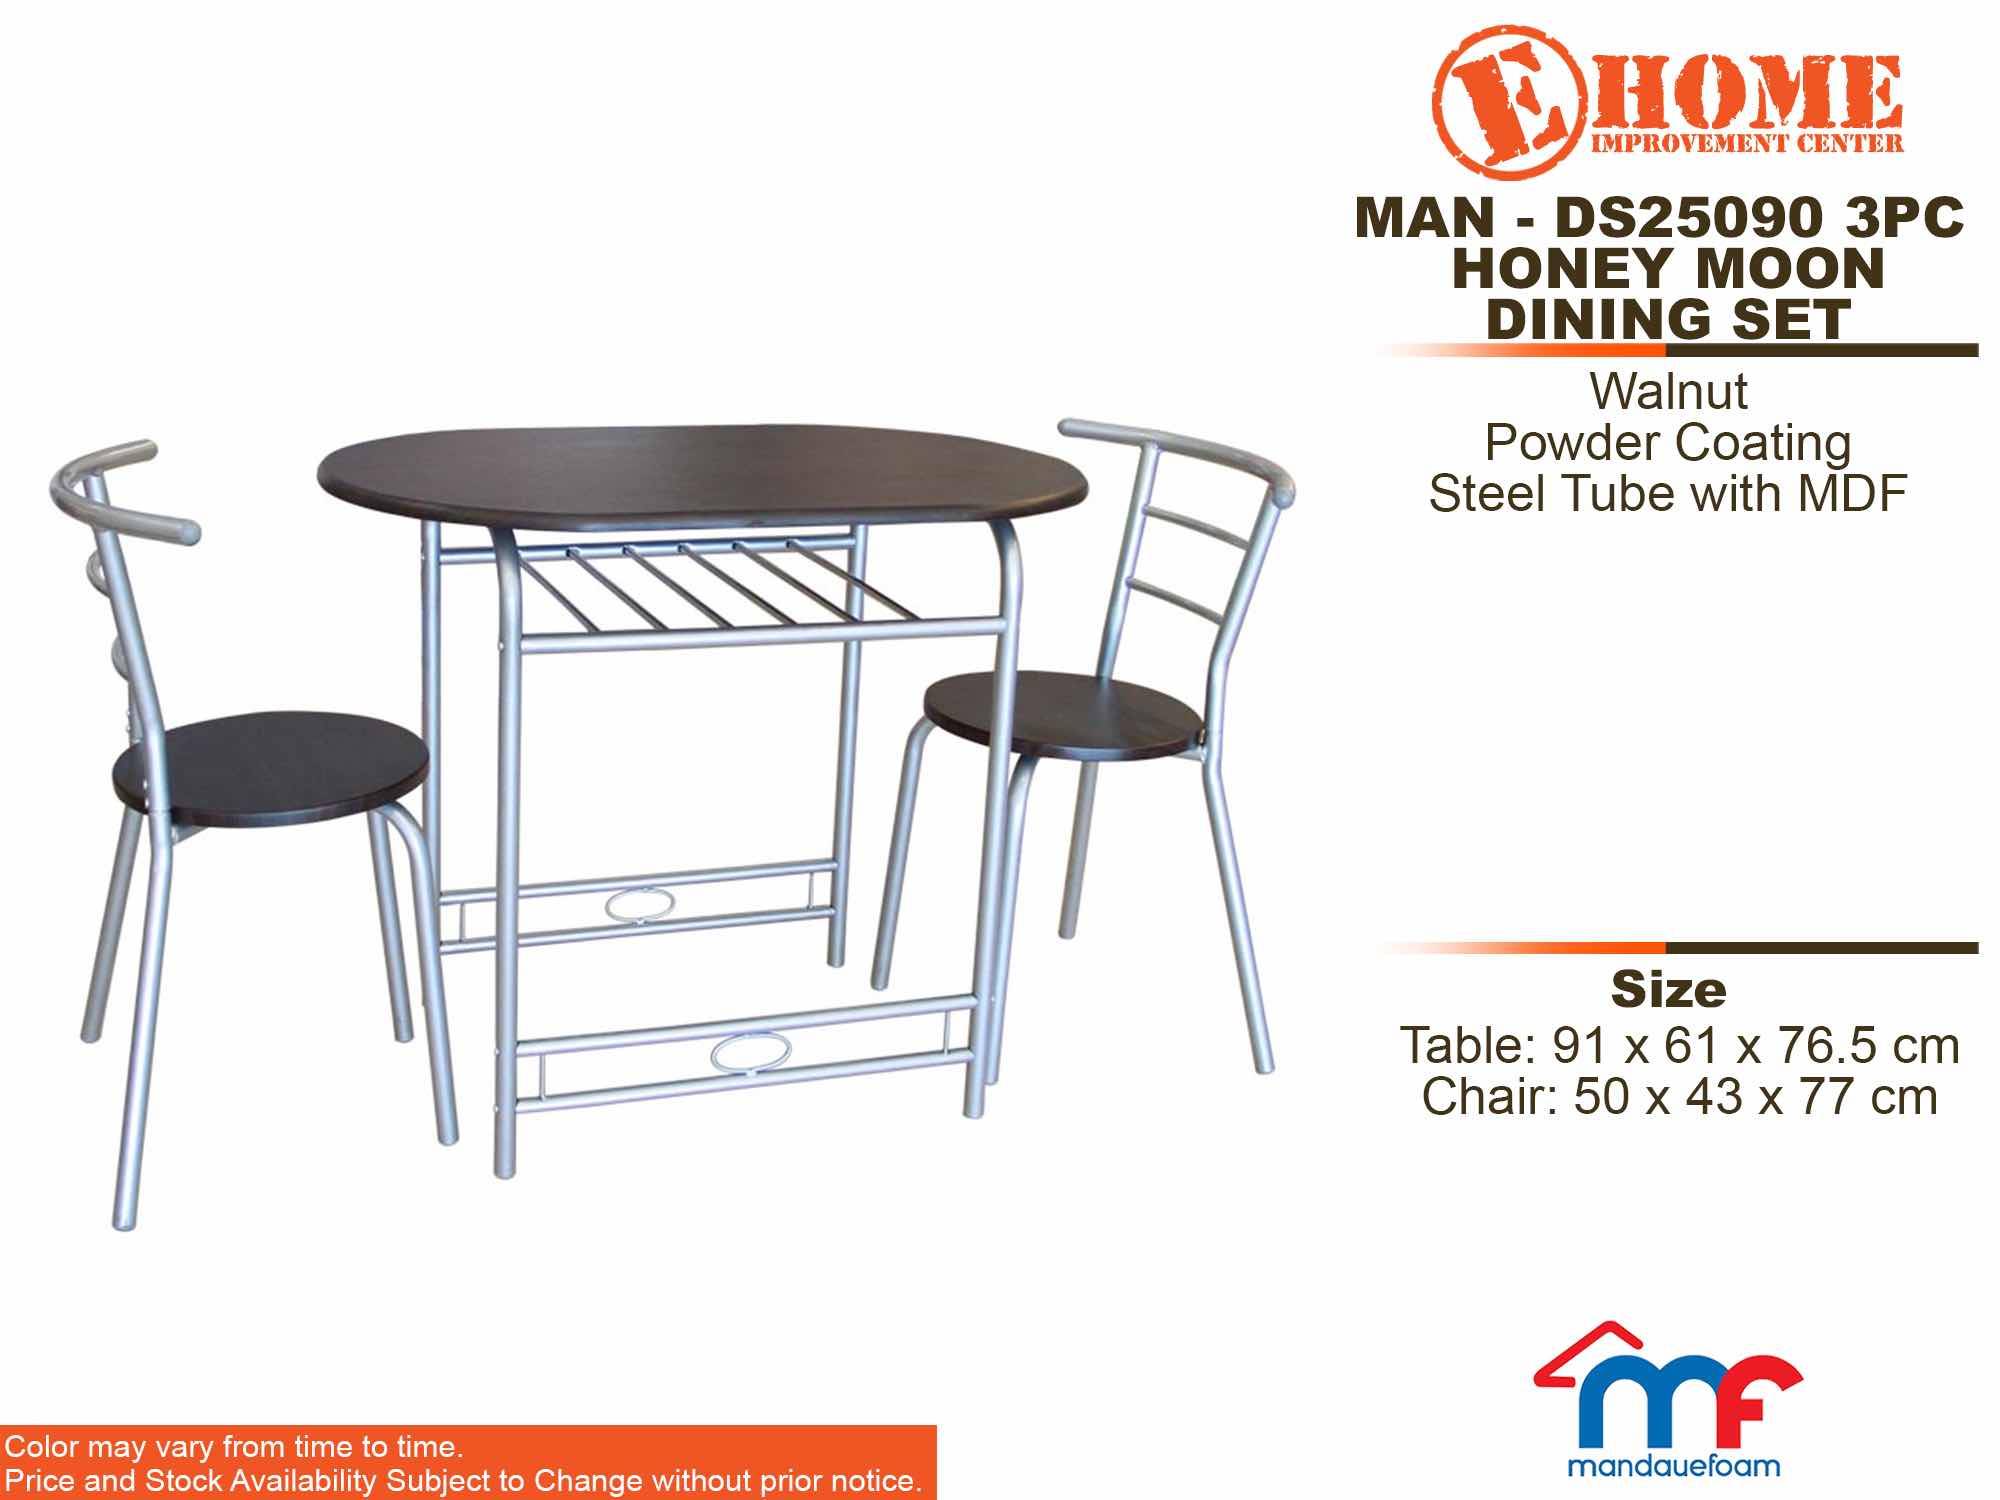 E HOME
IMPROVEMENT CENTER
MAN - DS25090 3PC
HONEY MOON
DINING SET
Walnut
Powder Coating
Steel Tube with MDF
Size
Table: 91 x 61 x 76.5 cm
Chair: 50 x 43 x 77 cm
mf
mandauefoam
Color may vary from time to time.
Price and Stock Availability Subject to Change without prior notice.